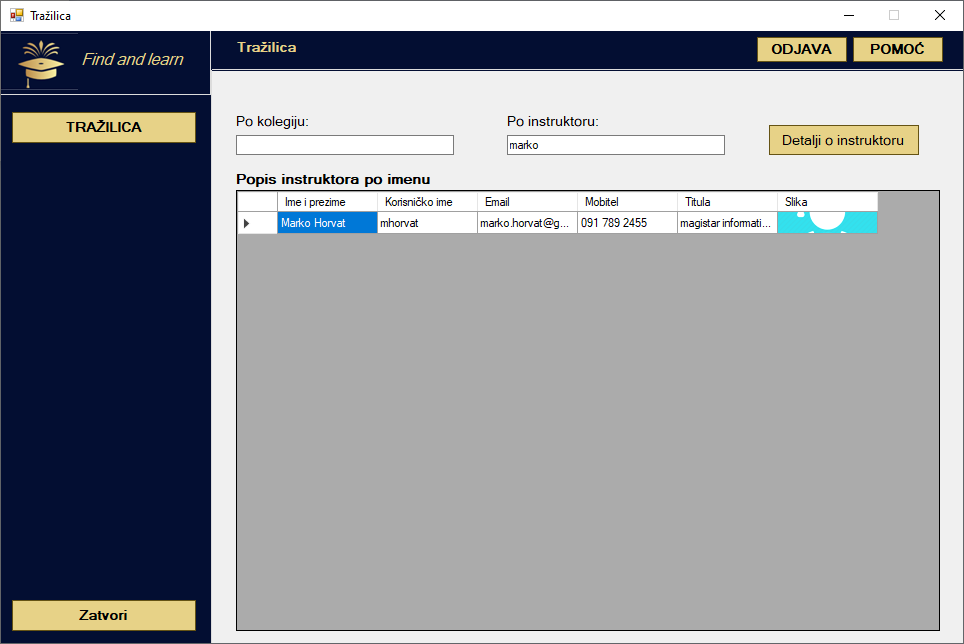 Tražilica
Find and learn
Tražilica
ODJAVA
POMOĆ
TRAŽILICA
Po kolegiju:
Po instruktoru:
marko
Detalji o instruktoru
Popis instruktora po imenu
Ime i prezime Korisničko ime Email Mobitel Titula Slika
Marko Horvat mhorvat marko.horvat@g... 091 789 2455 magistar informati...
Zatvori